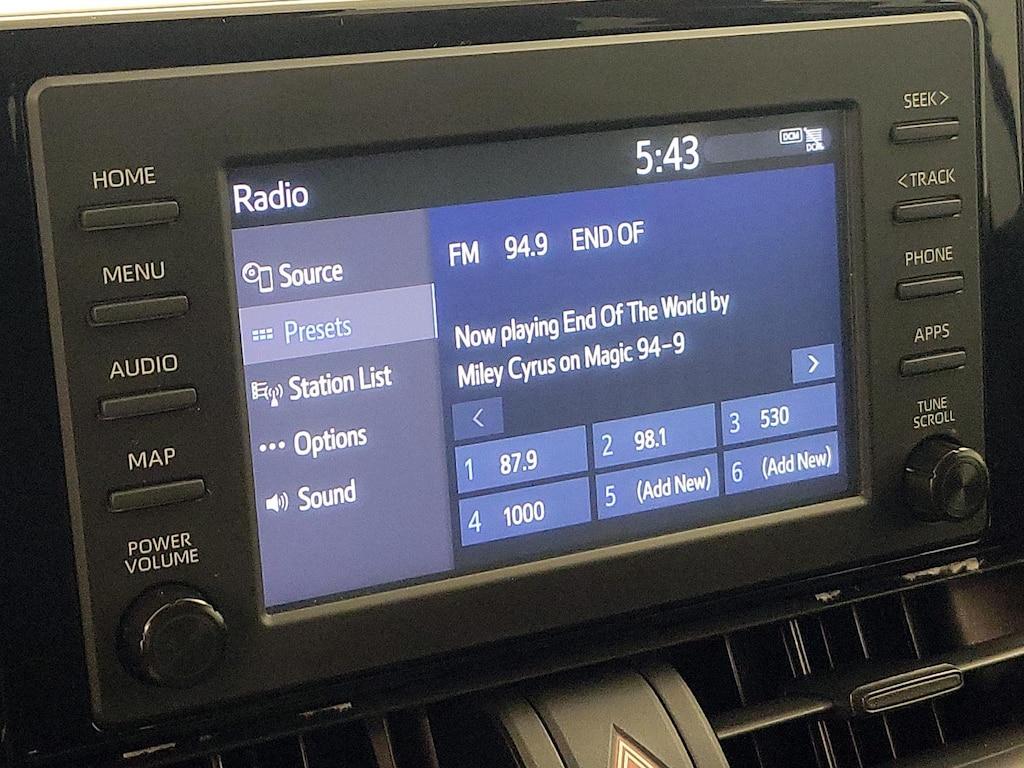 SEEK>
<TRACK
PHONE
APPS
TUNE
SCROLL
HOME
MENU
AUDIO
MAP
POWER
VOLUME
Radio
5:43
DCM
DCM
Source
Presets
Station List
Options
Sound
FM 94.9 END OF
Now playing End Of The World by
Miley Cyrus on Magic 94-9
<
>
1 87.9
2 98.1
3 530
4 1000
5 (Add New)
6 (Add New)